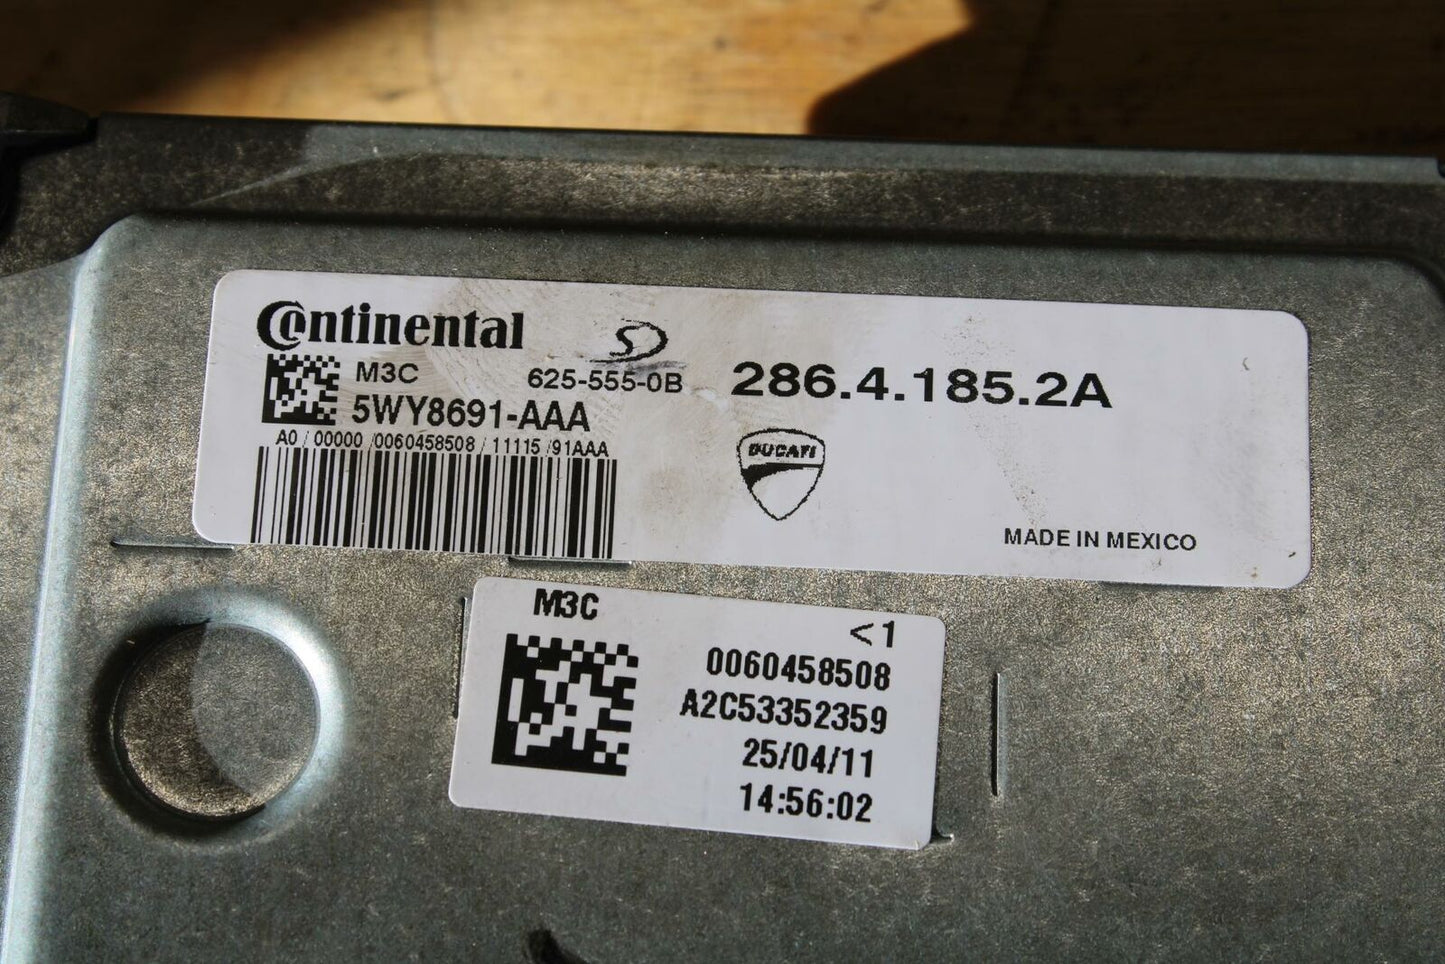 Continental
M3C 625-555-0B 286.4.185.2A
5WY8691-AAA
A0 / 00000 / 0060458508 / 11115 / 91AAA
DUCATI
MADE IN MEXICO
M3C
<1
0060458508
A2C53352359
25/04/11
14:56:02